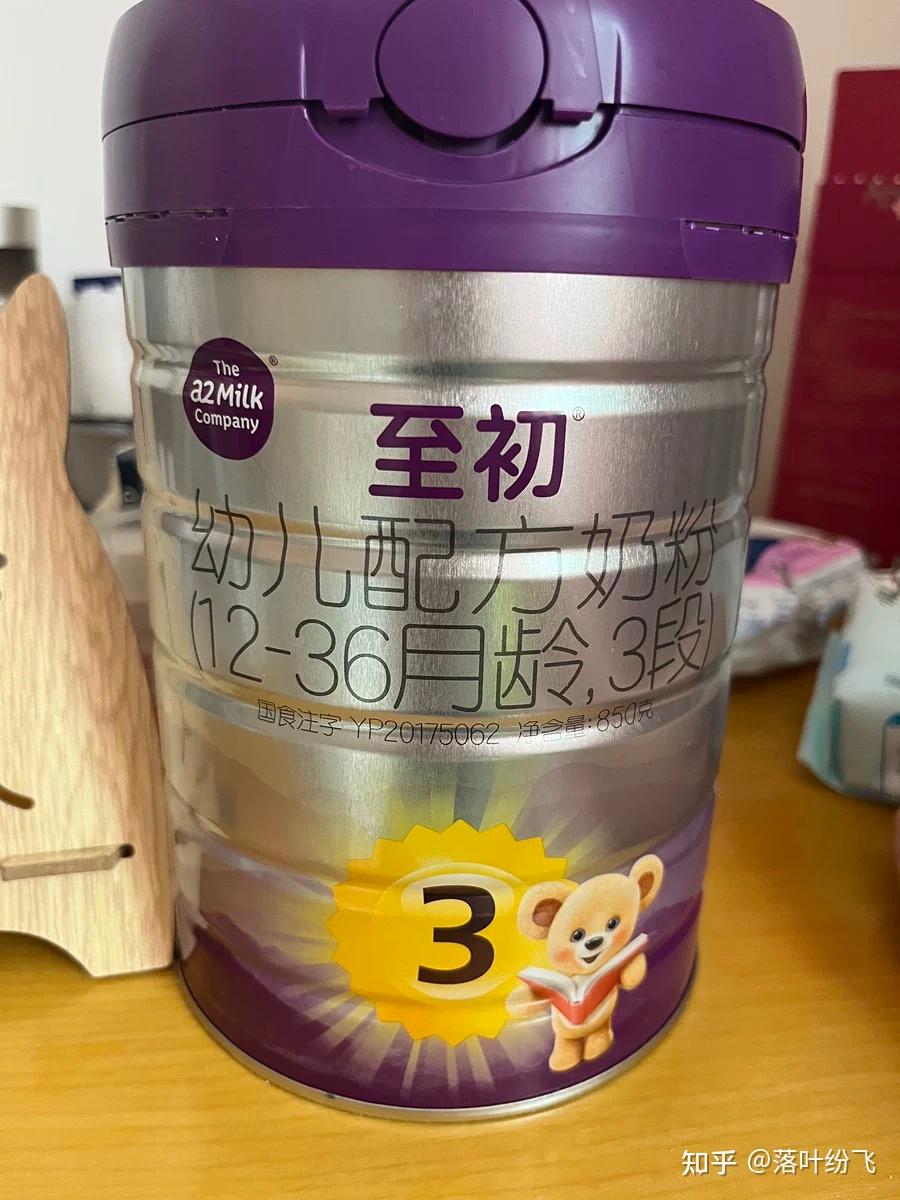 The
a2 Milk
Company
®
至初®
幼儿配方奶粉
(12-36月龄,3段)
国食注字 YP20175062 净含量:850克
3
知乎 @落叶纷飞